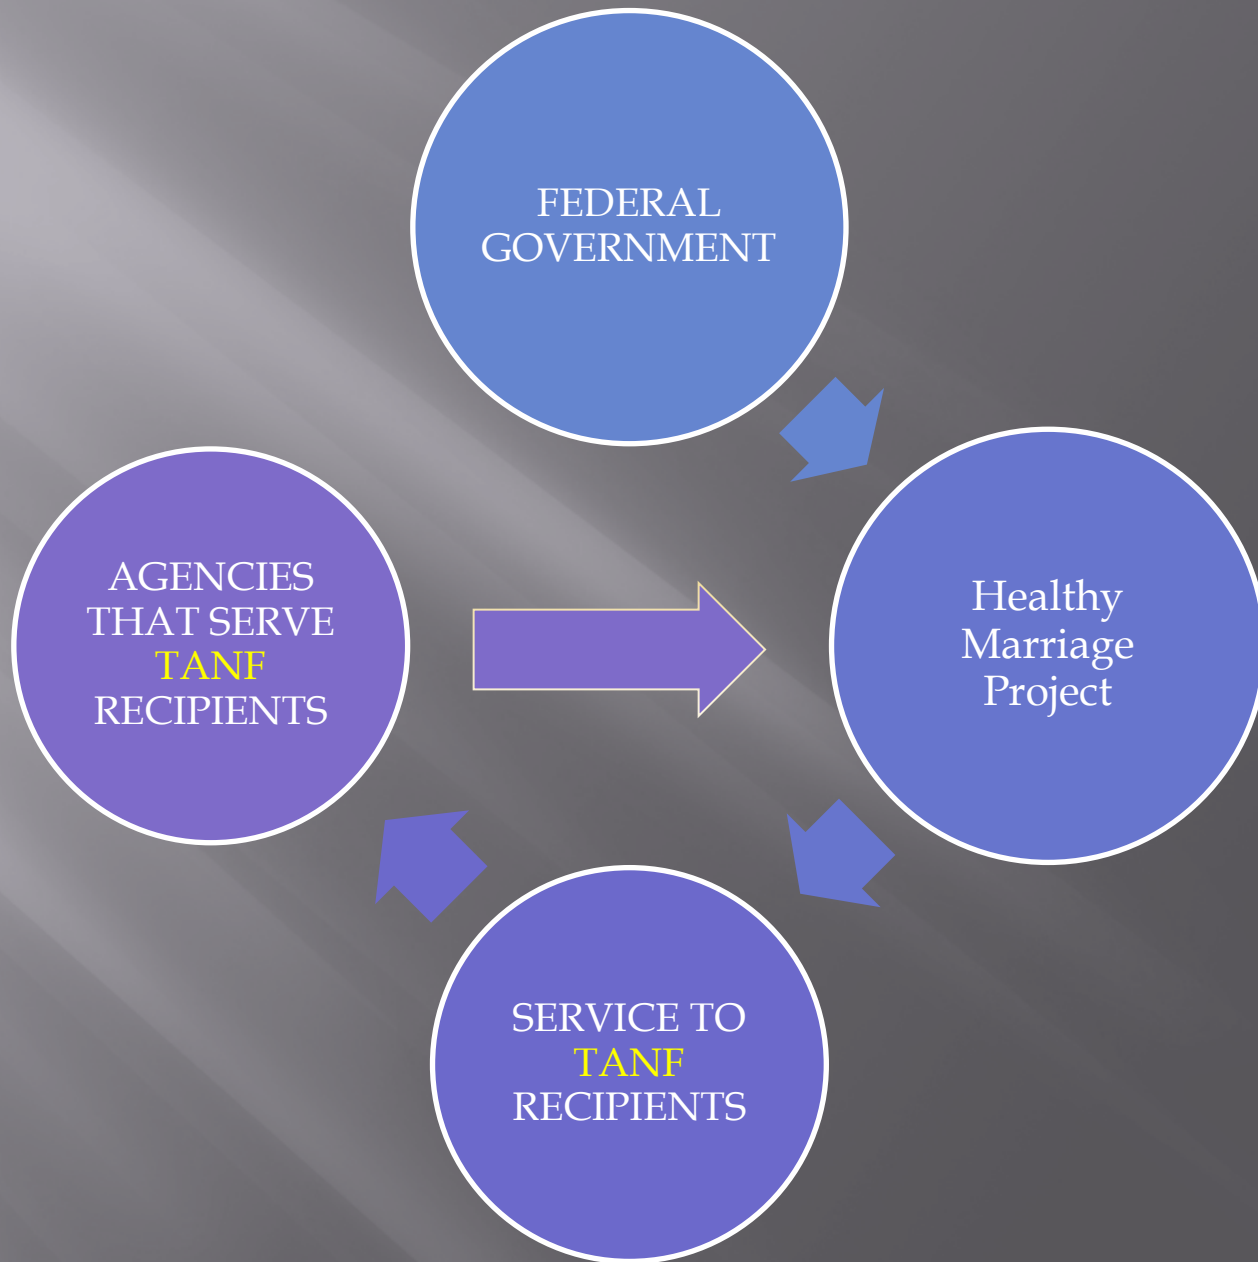 FEDERAL
GOVERNMENT
AGENCIES
THAT SERVE
TANF
RECIPIENTS
Healthy
Marriage
Project
SERVICE TO
TANF
RECIPIENTS